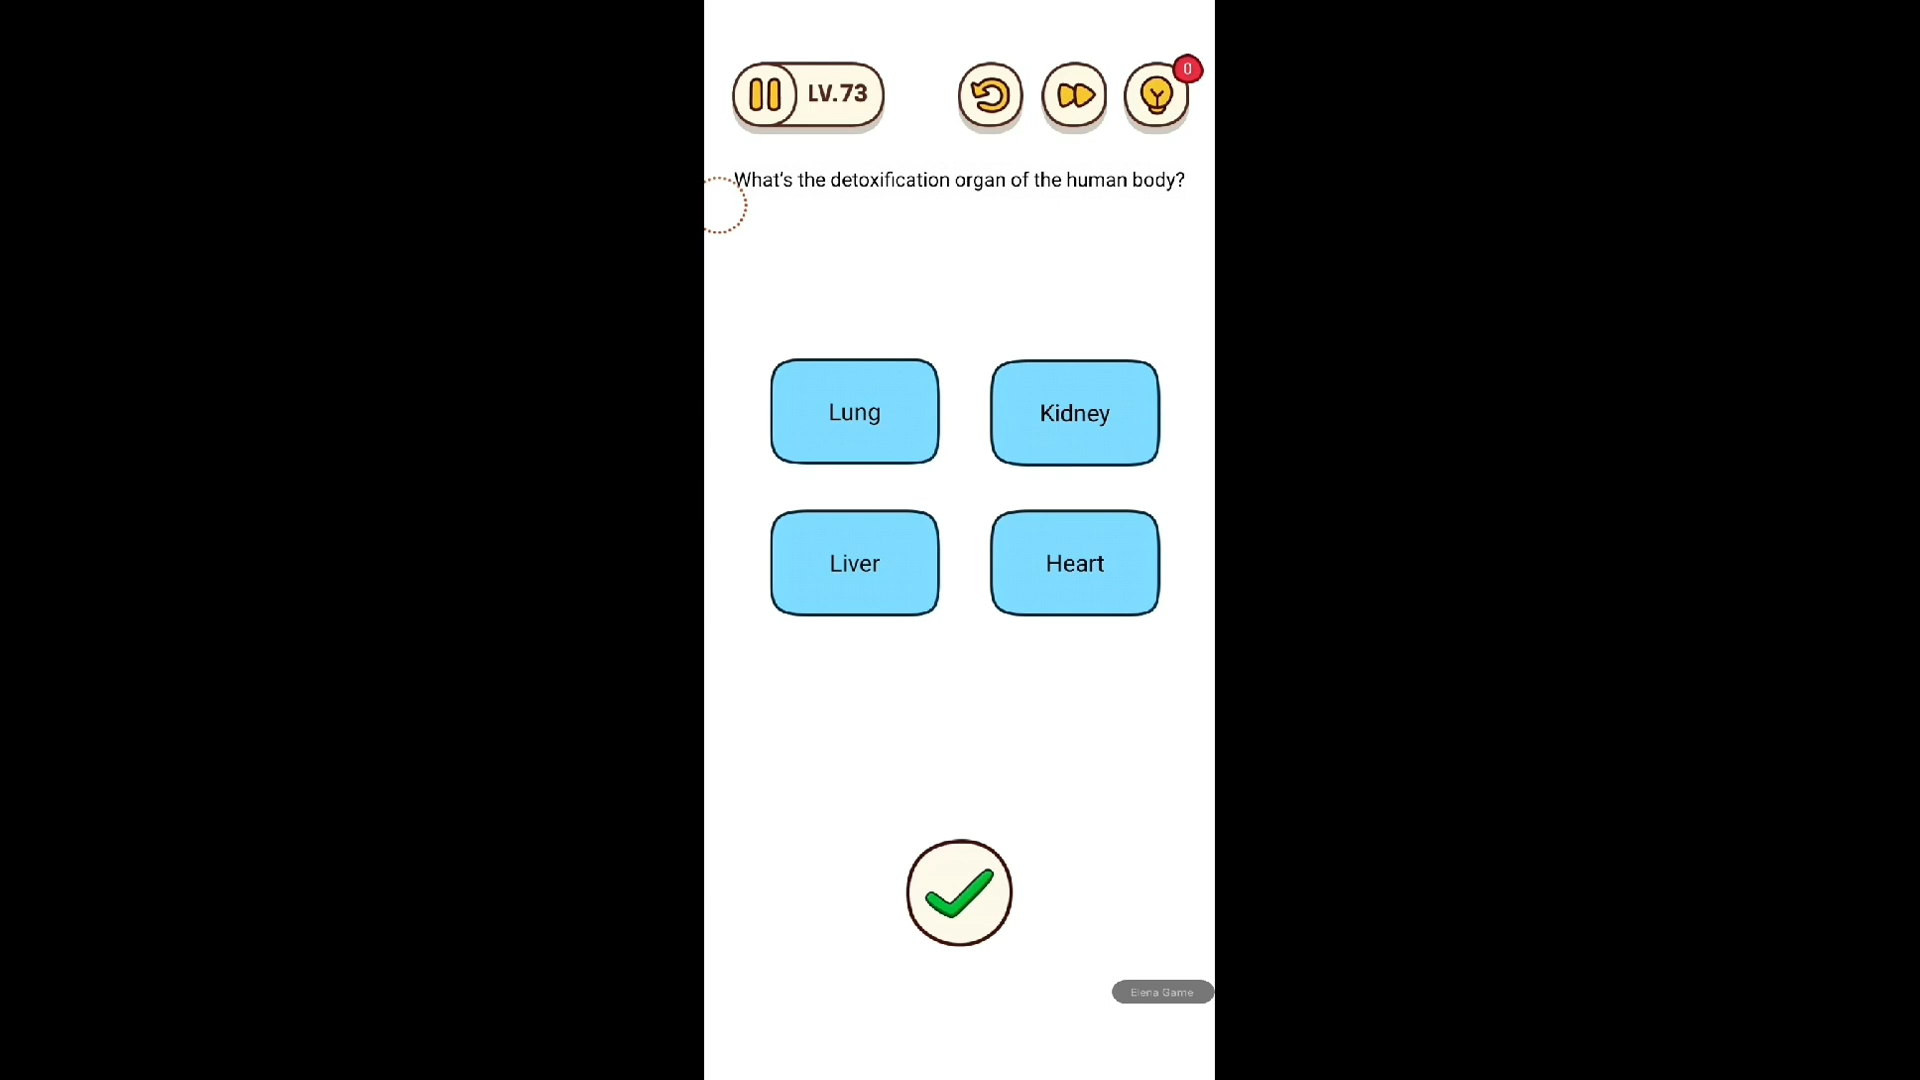 LV.73
0
What's the detoxification organ of the human body?
Lung
Kidney
Liver
Heart
Elena Game